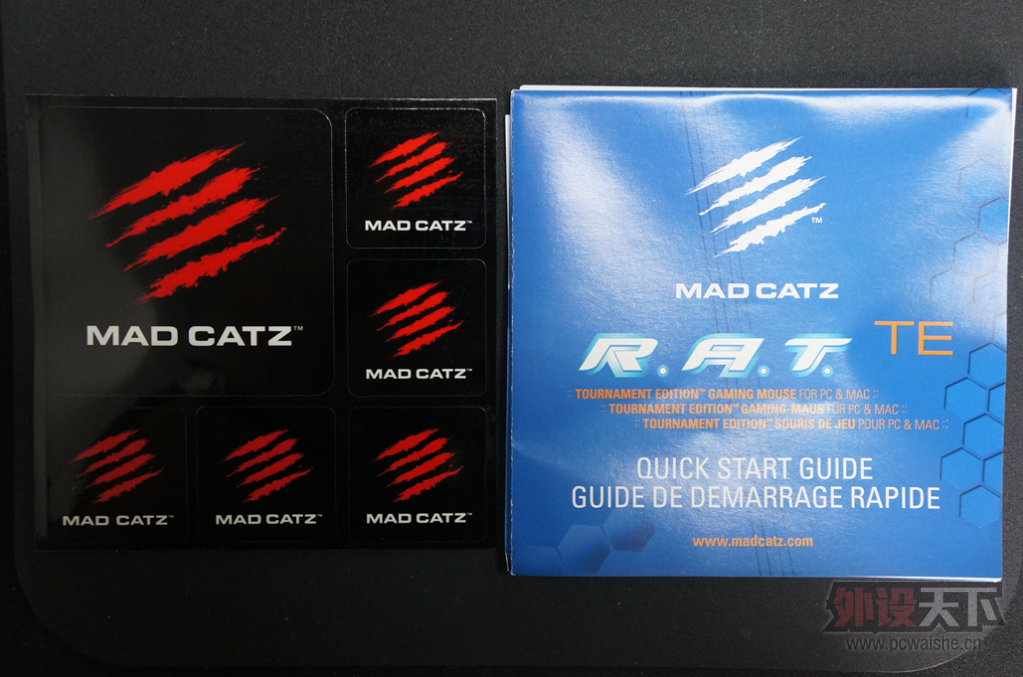 MAD CATZ™
MAD CATZ™
MAD CATZ™
MAD CATZ™
MAD CATZ™
MAD CATZ™
TM
MAD CATZ
R.A.T. TE
:: TOURNAMENT EDITION™ GAMING MOUSE FOR PC & MAC ::
:: TOURNAMENT EDITION™ GAMING-MAUS FÜR PC & MAC ::
:: TOURNAMENT EDITION™ SOURIS DE JEU POUR PC & MAC ::
QUICK START GUIDE
GUIDE DE DEMARRAGE RAPIDE
www.madcatz.com
外设天下
www.pcwaishe.cn